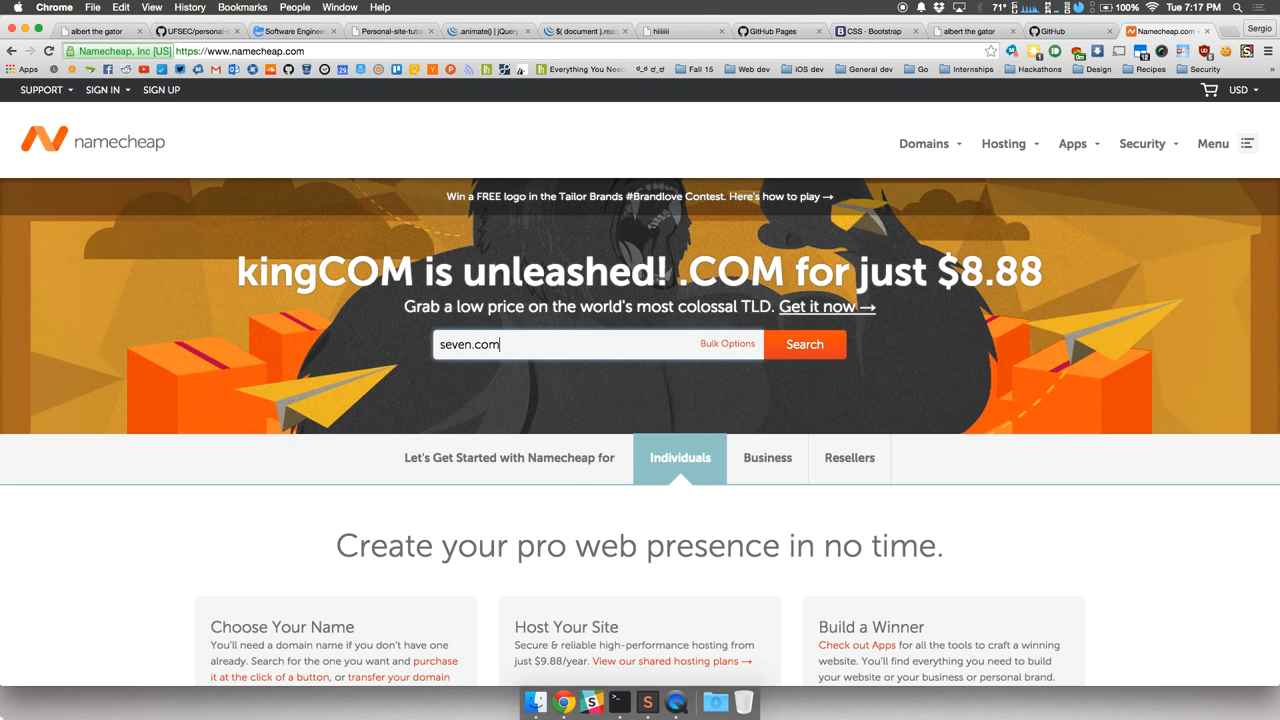 Chrome File Edit View History Bookmarks People Window Help
71° 100% Tue 7:17 PM
albert the gator
UFSEC/personal-
Software Engine
Personal-site-tuto
.animate() | jQuery
$( document ).rea
hiiiiii
GitHub Pages
CSS · Bootstrap
albert the gator
GitHub
Namecheap.com
Sergio
Namecheap, Inc [US] https://www.namecheap.com
Apps
Everything You Nee
Fall 15
Web dev
iOS dev
General dev
Go
Internships
Hackathons
Design
Recipes
Security
SUPPORT SIGN IN SIGN UP USD
namecheap
Domains Hosting Apps Security Menu
Win a FREE logo in the Tailor Brands #Brandlove Contest. Here's how to play →
kingCOM is unleashed! .COM for just $8.88
Grab a low price on the world's most colossal TLD. Get it now →
seven.com Bulk Options Search
Let's Get Started with Namecheap for Individuals Business Resellers
Create your pro web presence in no time.
Choose Your Name
You'll need a domain name if you don't have one
already. Search for the one you want and purchase
it at the click of a button, or transfer your domain
Host Your Site
Secure & reliable high-performance hosting from
just $9.88/year. View our shared hosting plans →
Build a Winner
Check out Apps for all the tools to craft a winning
website. You'll find everything you need to build
your website or your business or personal brand.